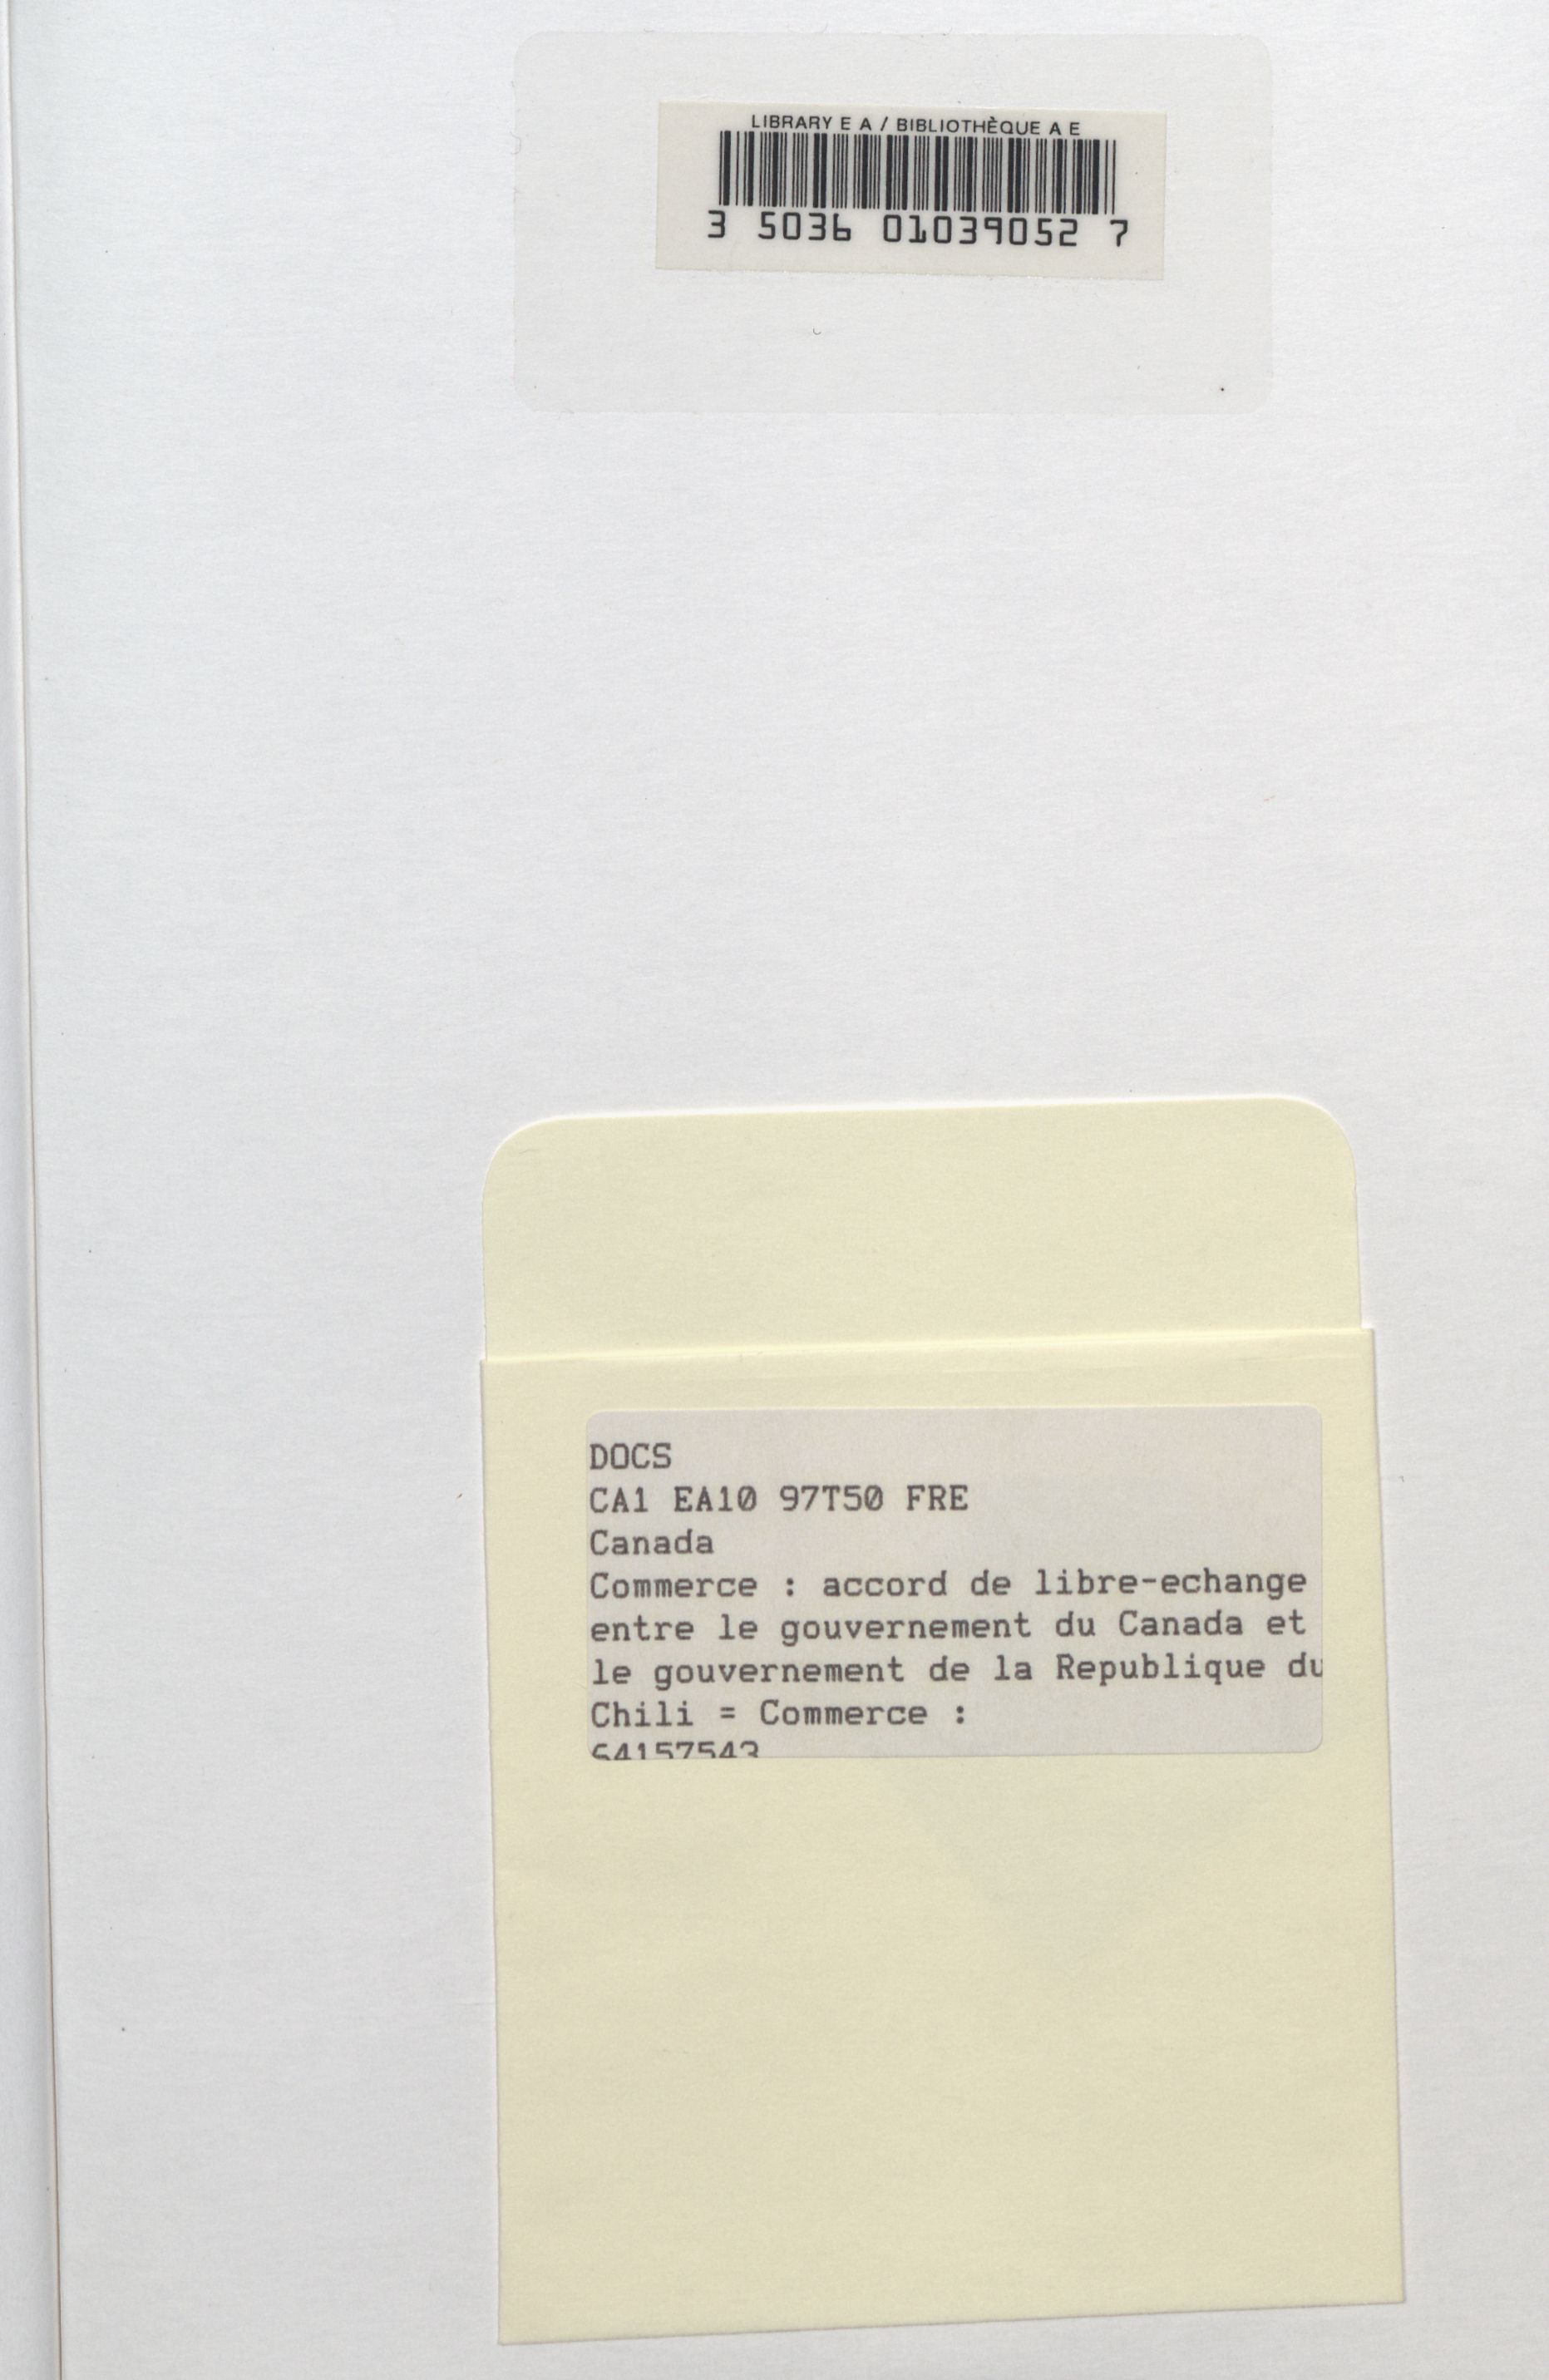 LIBRARY E A / BIBLIOTHÈQUE A E
3 5036 01039052 7
DOCS
CA1 EA10 97T50 FRE
Canada
Commerce : accord de libre-echange
entre le gouvernement du Canada et
le gouvernement de la Republique du
Chili = Commerce :